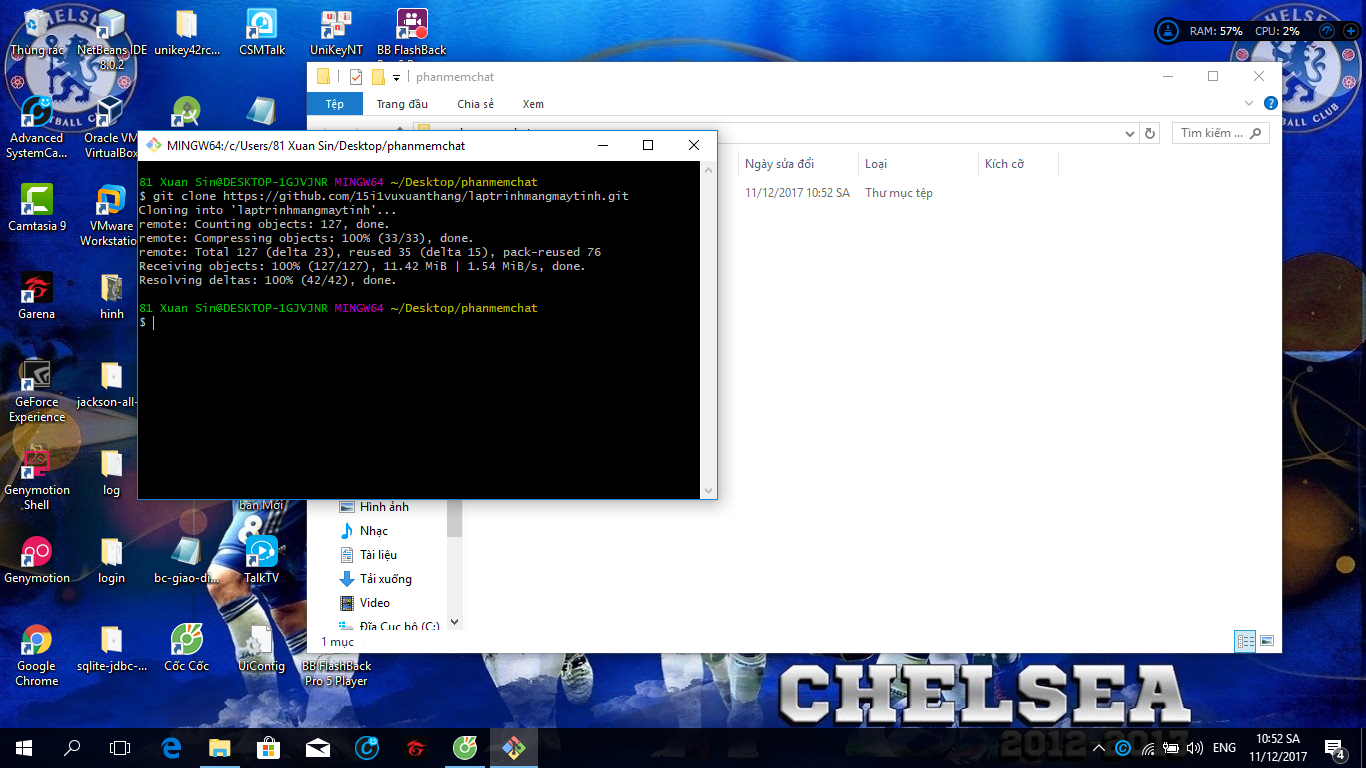 CHELSEA
Thùng rác
NetBeans IDE 8.0.2
unikey42rc...
CSMTalk
UniKeyNT
BB FlashBack
RAM: 57% CPU: 2%
phanmemchat
Tệp
Trang đầu
Chia sẻ
Xem
Tìm kiếm ...
Ngày sửa đổi
Loại
Kích cỡ
11/12/2017 10:52 SA
Thư mục tệp
Advanced
SystemCa...
Oracle VM
VirtualBox
MINGW64:/c/Users/81 Xuan Sin/Desktop/phanmemchat
81 Xuan Sin@DESKTOP-1GJVJNR MINGW64 ~/Desktop/phanmemchat
$ git clone https://github.com/15i1vuxuanthang/laptrinhmangmaytinh.git
Cloning into 'laptrinhmangmaytinh'...
remote: Counting objects: 127, done.
remote: Compressing objects: 100% (33/33), done.
remote: Total 127 (delta 23), reused 35 (delta 15), pack-reused 76
Receiving objects: 100% (127/127), 11.42 MiB | 1.54 MiB/s, done.
Resolving deltas: 100% (42/42), done.
81 Xuan Sin@DESKTOP-1GJVJNR MINGW64 ~/Desktop/phanmemchat
$
Camtasia 9
VMware
Workstatio
Garena
hinh
GeForce
Experience
jackson-all-
Genymotion
Shell
log
bản Mới
Hình ảnh
Nhạc
Tài liệu
Tải xuống
Video
Đĩa Cục bộ (C:)
1 mục
Genymotion
login
bc-giao-di...
TalkTV
Google
Chrome
sqlite-jdbc-...
Cốc Cốc
UiConfig
BB FlashBack
Pro 5 Player
CHELSEA
2012-2017
ENG
10:52 SA
11/12/2017
4